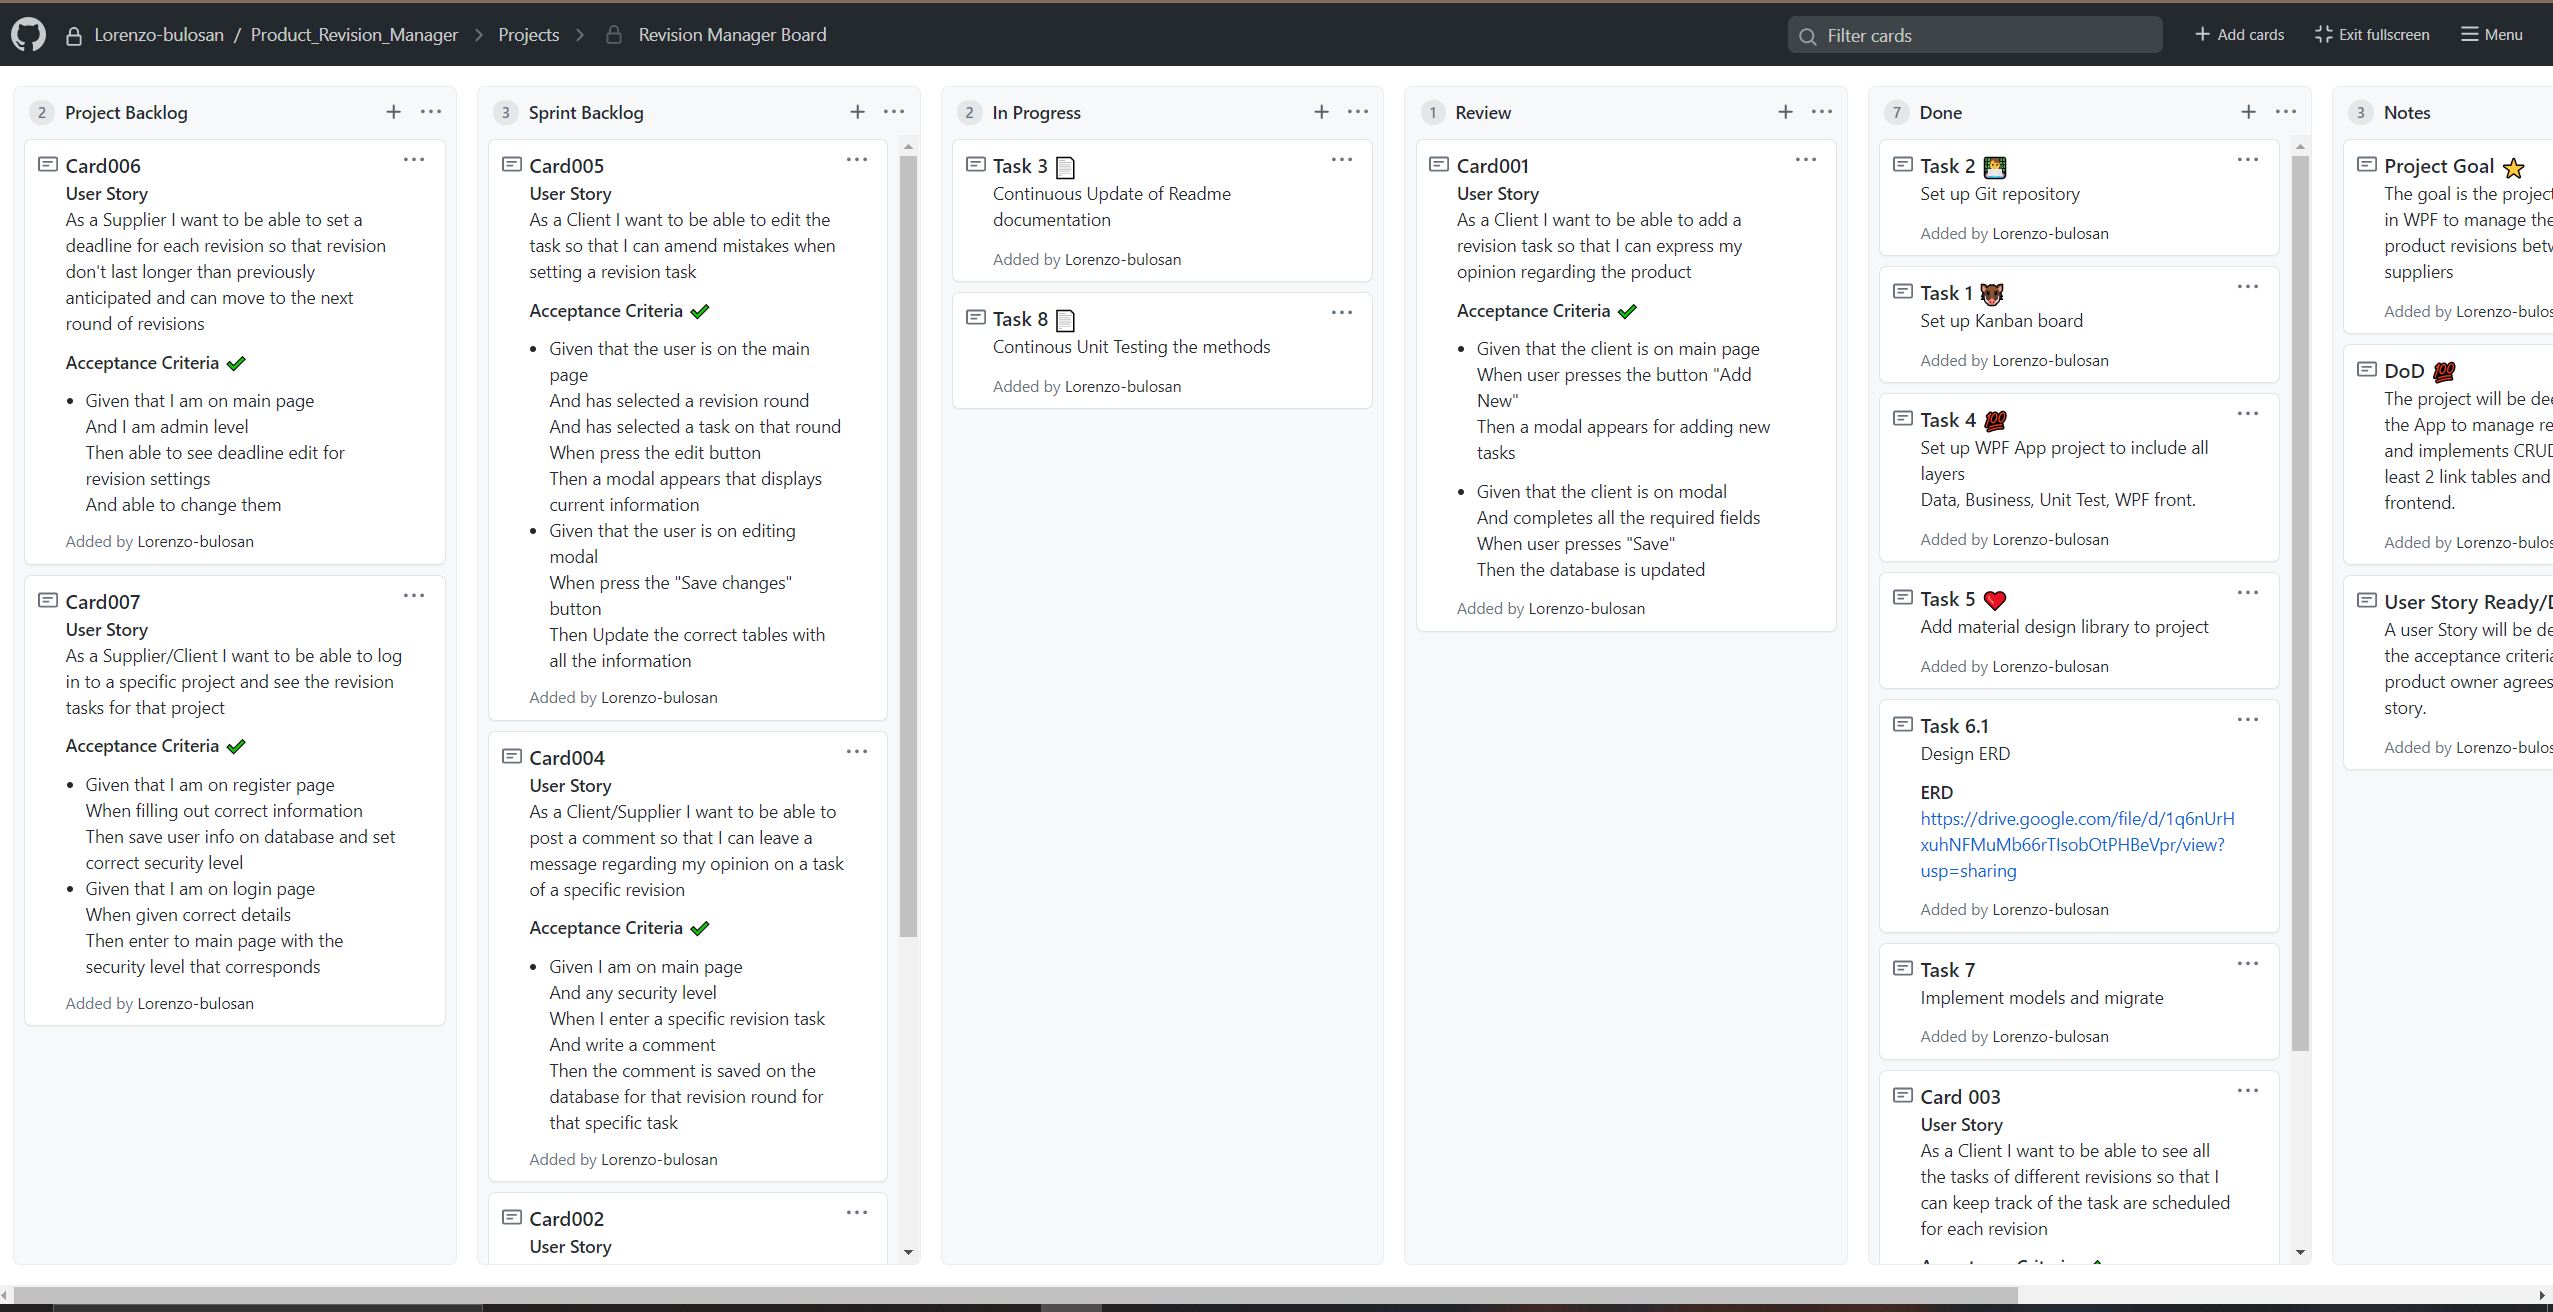 Lorenzo-bulosan / Product_Revision_Manager > Projects > Revision Manager Board
Filter cards
Add cards
Exit fullscreen
Menu
2 Project Backlog
Card006
User Story
As a Supplier I want to be able to set a
deadline for each revision so that revision
don't last longer than previously
anticipated and can move to the next
round of revisions
Acceptance Criteria
Given that I am on main page
And I am admin level
Then able to see deadline edit for
revision settings
And able to change them
Added by Lorenzo-bulosan
Card007
User Story
As a Supplier/Client I want to be able to log
in to a specific project and see the revision
tasks for that project
Acceptance Criteria
Given that I am on register page
When filling out correct information
Then save user info on database and set
correct security level
Given that I am on login page
When given correct details
Then enter to main page with the
security level that corresponds
Added by Lorenzo-bulosan
3 Sprint Backlog
Card005
User Story
As a Client I want to be able to edit the
task so that I can amend mistakes when
setting a revision task
Acceptance Criteria
Given that the user is on the main
page
And has selected a revision round
And has selected a task on that round
When press the edit button
Then a modal appears that displays
current information
Given that the user is on editing
modal
When press the "Save changes"
button
Then Update the correct tables with
all the information
Added by Lorenzo-bulosan
Card004
User Story
As a Client/Supplier I want to be able to
post a comment so that I can leave a
message regarding my opinion on a task
of a specific revision
Acceptance Criteria
Given I am on main page
And any security level
When I enter a specific revision task
And write a comment
Then the comment is saved on the
database for that revision round for
that specific task
Added by Lorenzo-bulosan
Card002
User Story
2 In Progress
Task 3
Continuous Update of Readme
documentation
Added by Lorenzo-bulosan
Task 8
Continous Unit Testing the methods
Added by Lorenzo-bulosan
1 Review
Card001
User Story
As a Client I want to be able to add a
revision task so that I can express my
opinion regarding the product
Acceptance Criteria
Given that the client is on main page
When user presses the button "Add
New"
Then a modal appears for adding new
tasks
Given that the client is on modal
And completes all the required fields
When user presses "Save"
Then the database is updated
Added by Lorenzo-bulosan
7 Done
Task 2
Set up Git repository
Added by Lorenzo-bulosan
Task 1
Set up Kanban board
Added by Lorenzo-bulosan
Task 4
Set up WPF App project to include all
layers
Data, Business, Unit Test, WPF front.
Added by Lorenzo-bulosan
Task 5
Add material design library to project
Added by Lorenzo-bulosan
Task 6.1
Design ERD
ERD
https://drive.google.com/file/d/1q6nUrH
xuhNFMuMb66rTIsobOtPHBeVpr/view?
usp=sharing
Added by Lorenzo-bulosan
Task 7
Implement models and migrate
Added by Lorenzo-bulosan
Card 003
User Story
As a Client I want to be able to see all
the tasks of different revisions so that I
can keep track of the task are scheduled
for each revision
3 Notes
Project Goal
The goal is the project
in WPF to manage the
product revisions
suppliers
Added by
DoD
The project will be
the App to manage
and implements CRUD
least 2 link tables and
frontend.
Added by
User Story Ready/
A user Story will be
the acceptance criteria
product owner agrees
story.
Added by